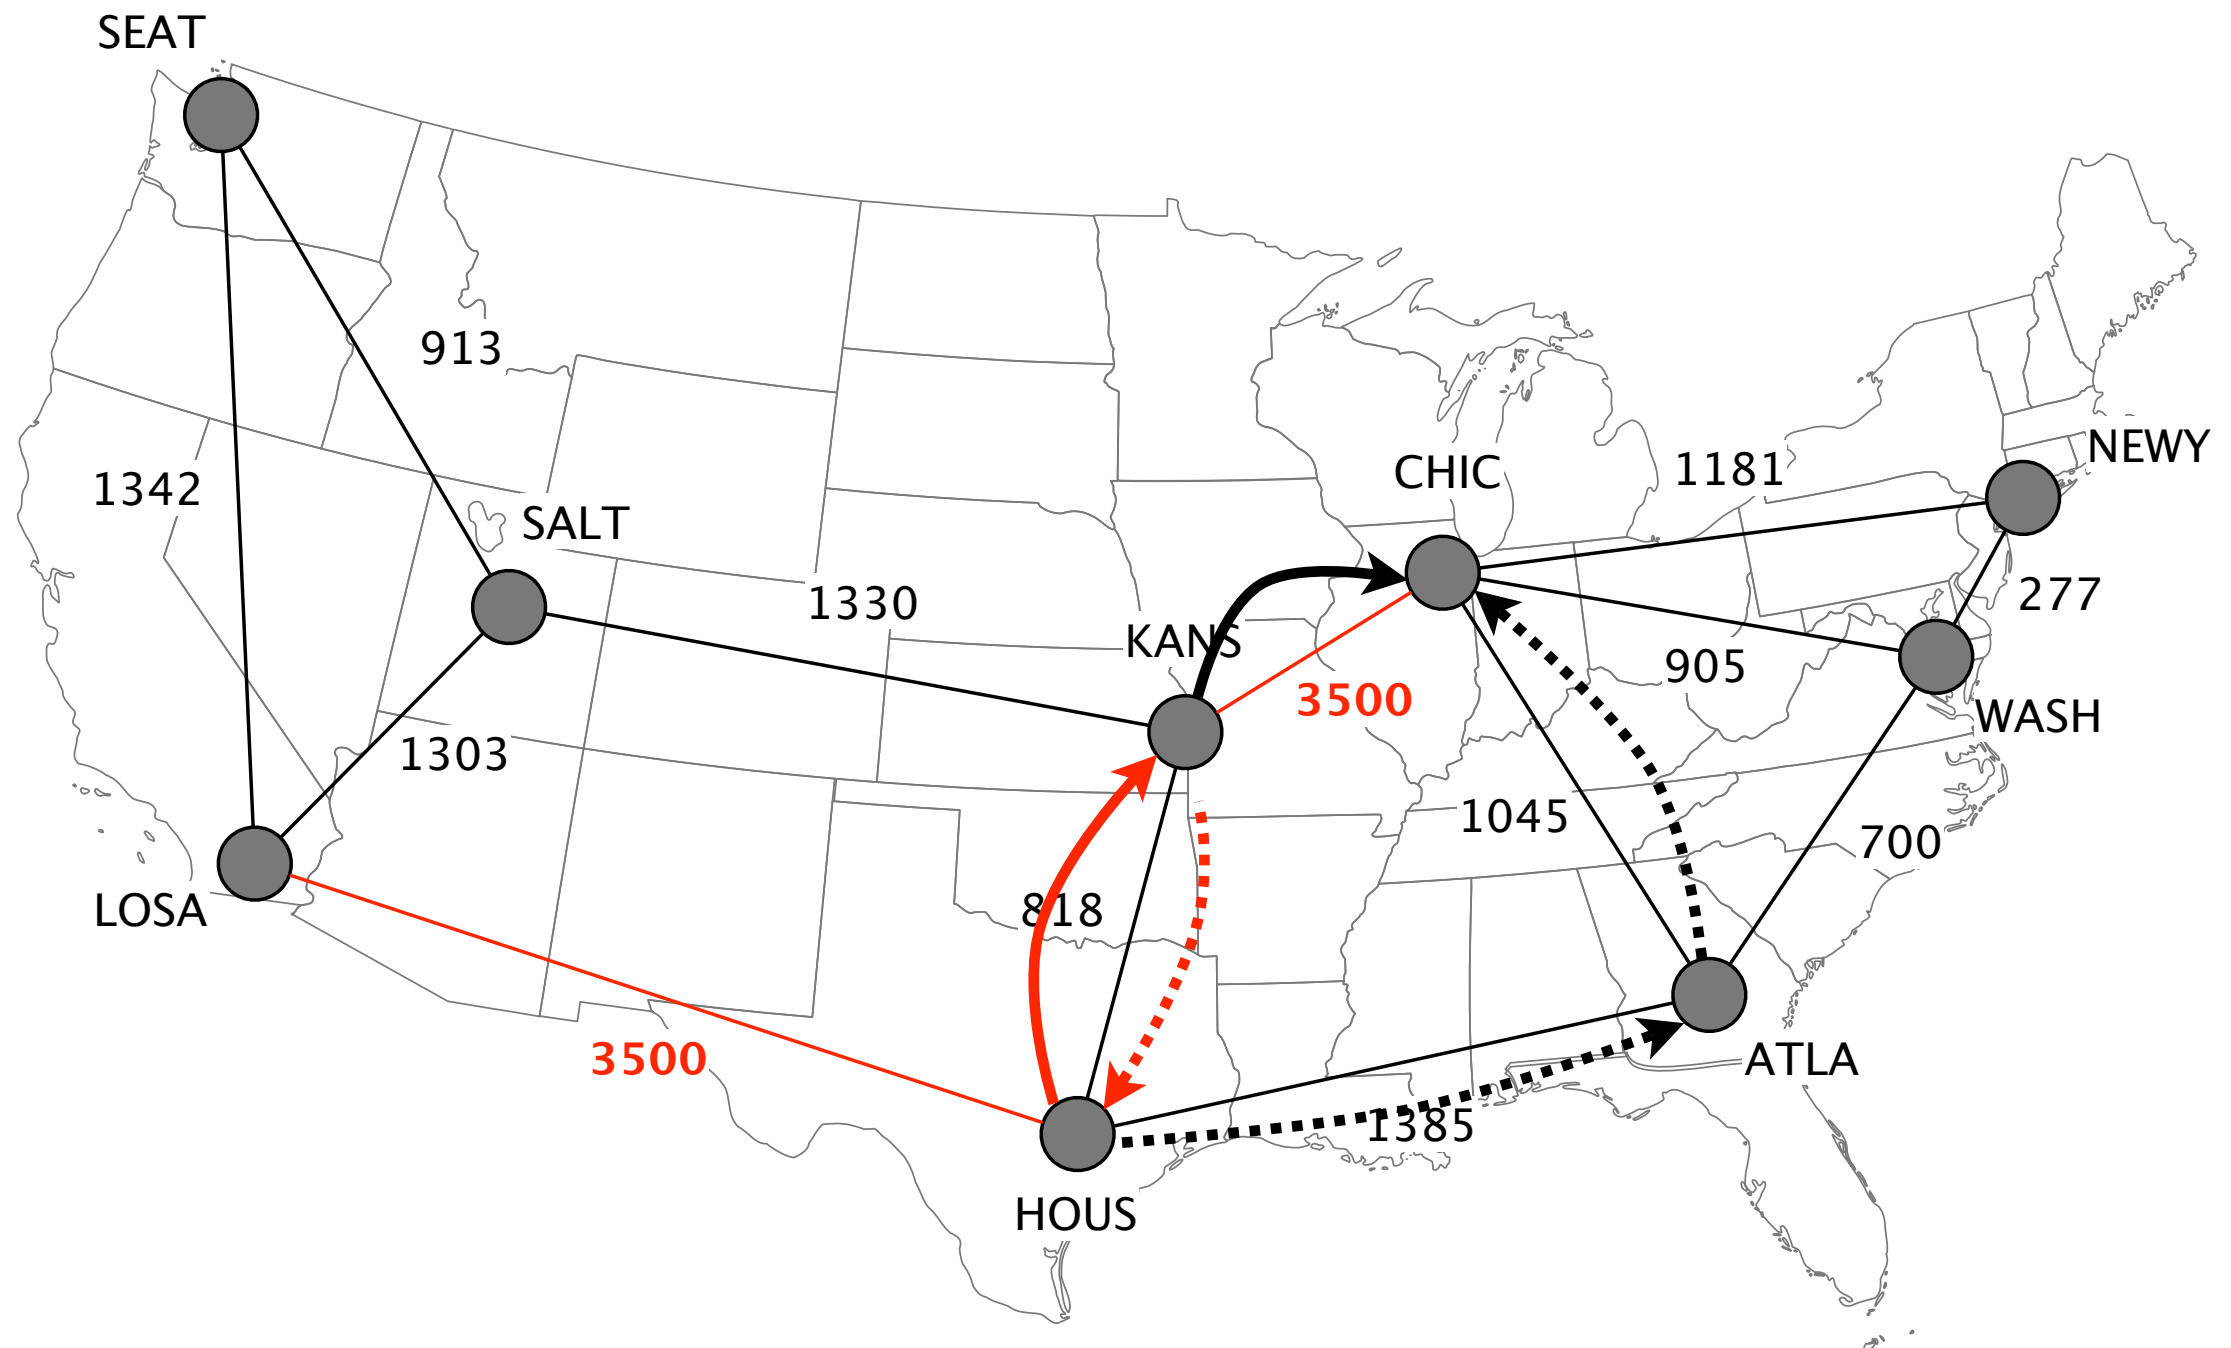 SEAT
913
NEWY
CHIC
1181
1342
SALT
1330
277
KANS
905
3500
WASH
1303
1045
700
818
LOSA
3500
ATLA
1385
HOUS